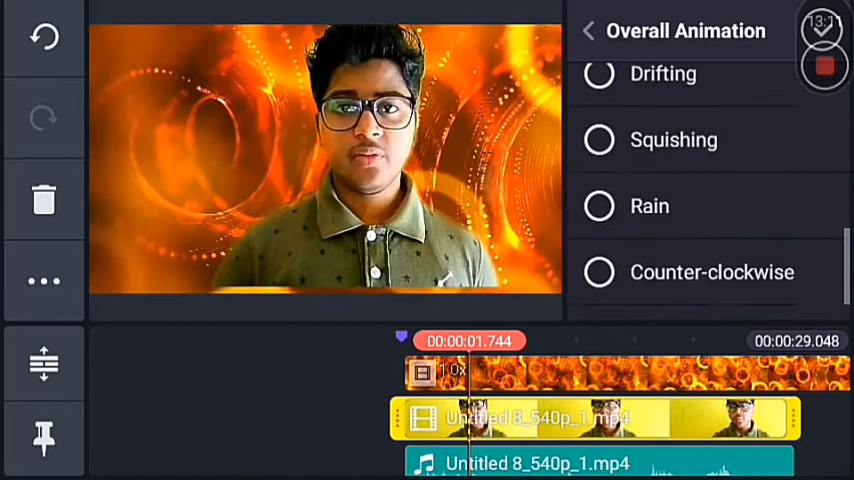 13:11
Overall Animation
Drifting
Squishing
Rain
Counter-clockwise
00:00:01.744
00:00:29.048
1.0x
Untitled 8_540p_1.mp4
Untitled 8_540p_1.mp4